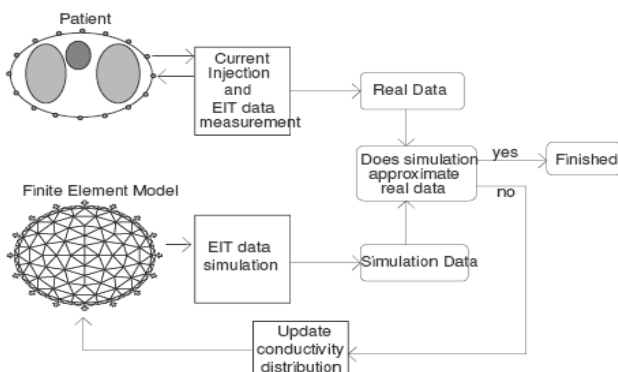 Patient
Current
Injection
and
EIT data
measurement
Real Data
Does simulation
approximate
real data
yes
no
Finished
Finite Element Model
EIT data
simulation
Simulation Data
Update
conductivity
distribution